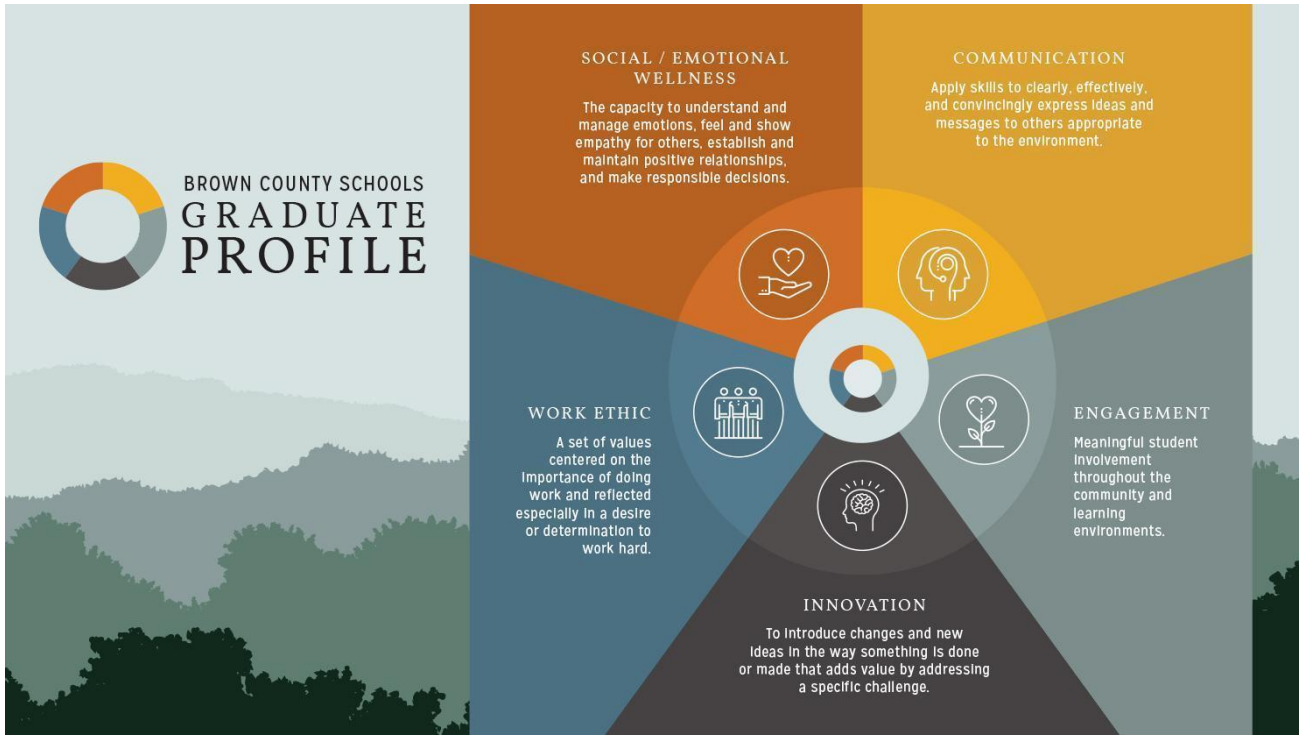 BROWN COUNTY SCHOOLS
GRADUATE
PROFILE
SOCIAL / EMOTIONAL
WELLNESS
The capacity to understand and
manage emotions, feel and show
empathy for others, establish and
maintain positive relationships,
and make responsible decisions.
COMMUNICATION
Apply skills to clearly, effectively,
and convincingly express ideas and
messages to others appropriate
to the environment.
WORK ETHIC
A set of values
centered on the
importance of doing
work and reflected
especially in a desire
or determination to
work hard.
ENGAGEMENT
Meaningful student
involvement
throughout the
community and
learning
environments.
INNOVATION
To introduce changes and new
ideas in the way something is done
or made that adds value by addressing
a specific challenge.